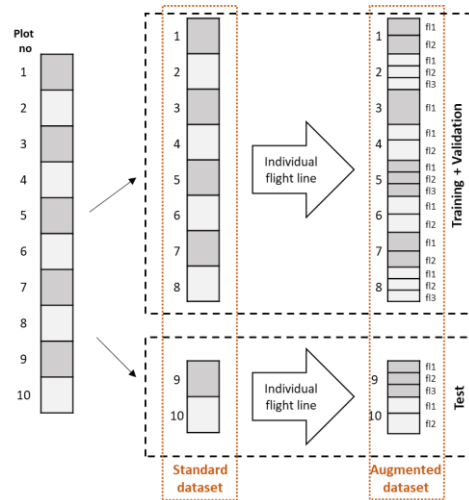 Plot
no
1
2
3
4
5
6
7
8
9
10
1
2
3
4
5
6
7
8
9
10
Individual
flight line
Individual
flight line
1
fl1
fl2
2
fl1
fl2
fl3
3
fl1
4
fl1
fl2
5
fl1
fl2
fl3
6
fl1
fl2
7
fl1
fl2
8
fl1
fl2
fl3
9
fl1
fl2
fl3
10
fl1
fl2
Training + Validation
Test
Standard
dataset
Augmented
dataset